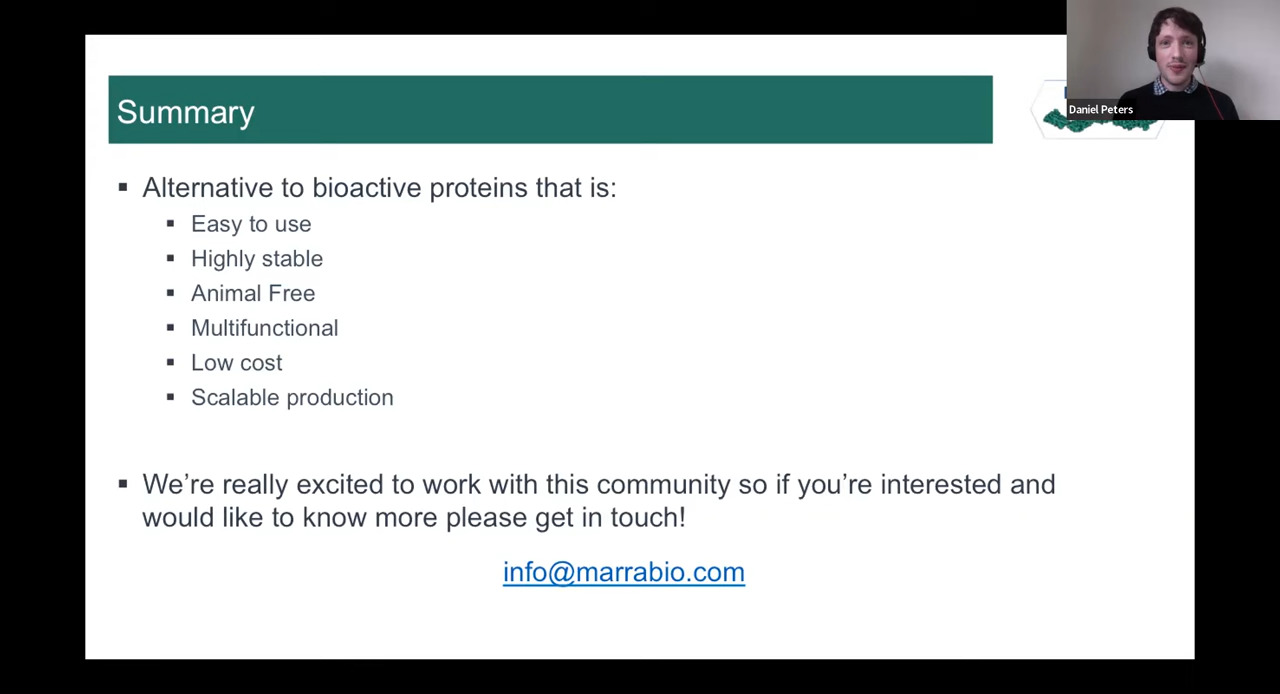 Summary
Daniel Peters
▪ Alternative to bioactive proteins that is:
▪ Easy to use
▪ Highly stable
▪ Animal Free
▪ Multifunctional
▪ Low cost
▪ Scalable production
▪ We’re really excited to work with this community so if you’re interested and
would like to know more please get in touch!
info@marrabio.com